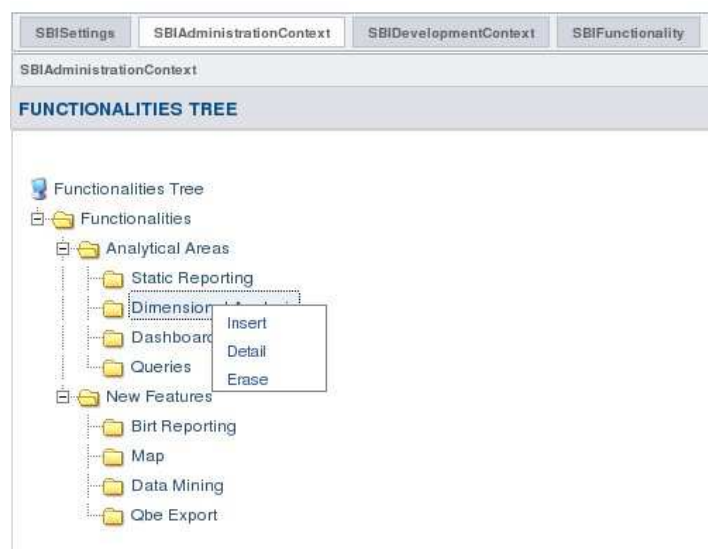 SBISettings SBIAdministrationContext SBIDevelopmentContext SBIFunctionality
SBIAdministrationContext
FUNCTIONALITIES TREE
Functionalities Tree
Functionalities
Analytical Areas
Static Reporting
Dimension
Insert
Dashboard
Detail
Queries
Erase
New Features
Birt Reporting
Map
Data Mining
Qbe Export